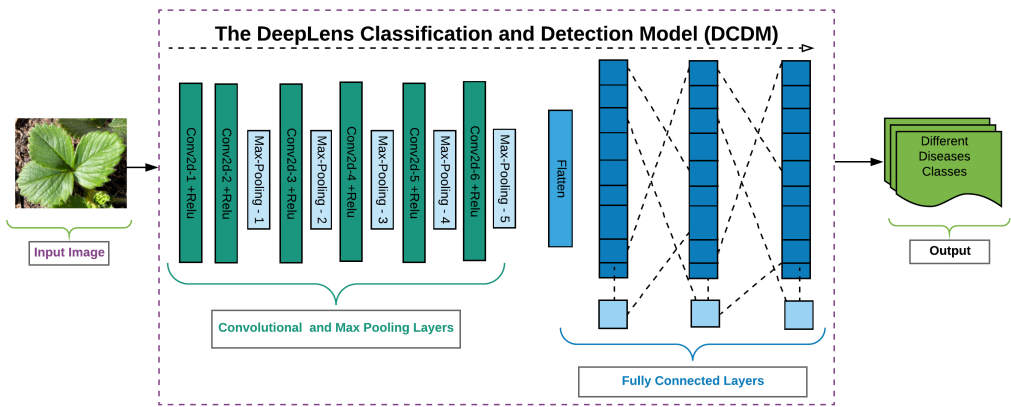 The DeepLens Classification and Detection Model (DCDM)
Conv2d-1 +Relu
Conv2d-2 +Relu
Max-Pooling - 1
Conv2d-3 +Relu
Max-Pooling - 2
Conv2d-4 +Relu
Max-Pooling - 3
Conv2d-5 +Relu
Max-Pooling - 4
Conv2d-6 +Relu
Max-Pooling - 5
Flatten
Different
Diseases
Classes
Input Image
Output
Convolutional and Max Pooling Layers
Fully Connected Layers